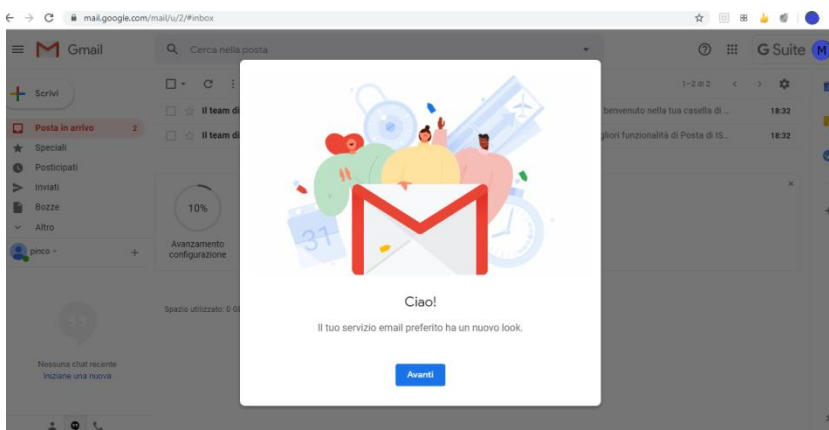 mail.google.com/mail/u/2/#inbox
Gmail
Cerca nella posta
G Suite
M
Scrivi
1-2 di 2
Posta in arrivo 2
Il team di
benvenuto nella tua casella di ...
18:32
Speciali
Il team di
gliori funzionalità di Posta di IS...
18:32
Posticipati
Inviati
Bozze
Altro
10%
31
Avanzamento
configurazione
pinco
Spazio utilizzato: 0 GB
Ciao!
Il tuo servizio email preferito ha un nuovo look.
Nessuna chat recente
Iniziane una nuova
Avanti